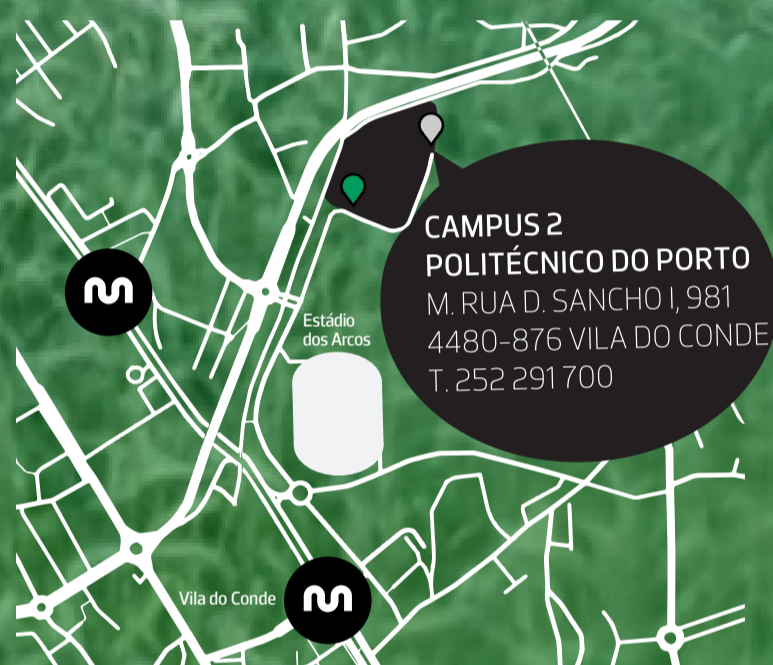 CAMPUS 2
POLITÉCNICO DO PORTO
M. RUA D. SANCHO I, 981
4480-876 VILA DO CONDE
T. 252 291 700
Estádio
dos Arcos
m
Vila do Conde
m